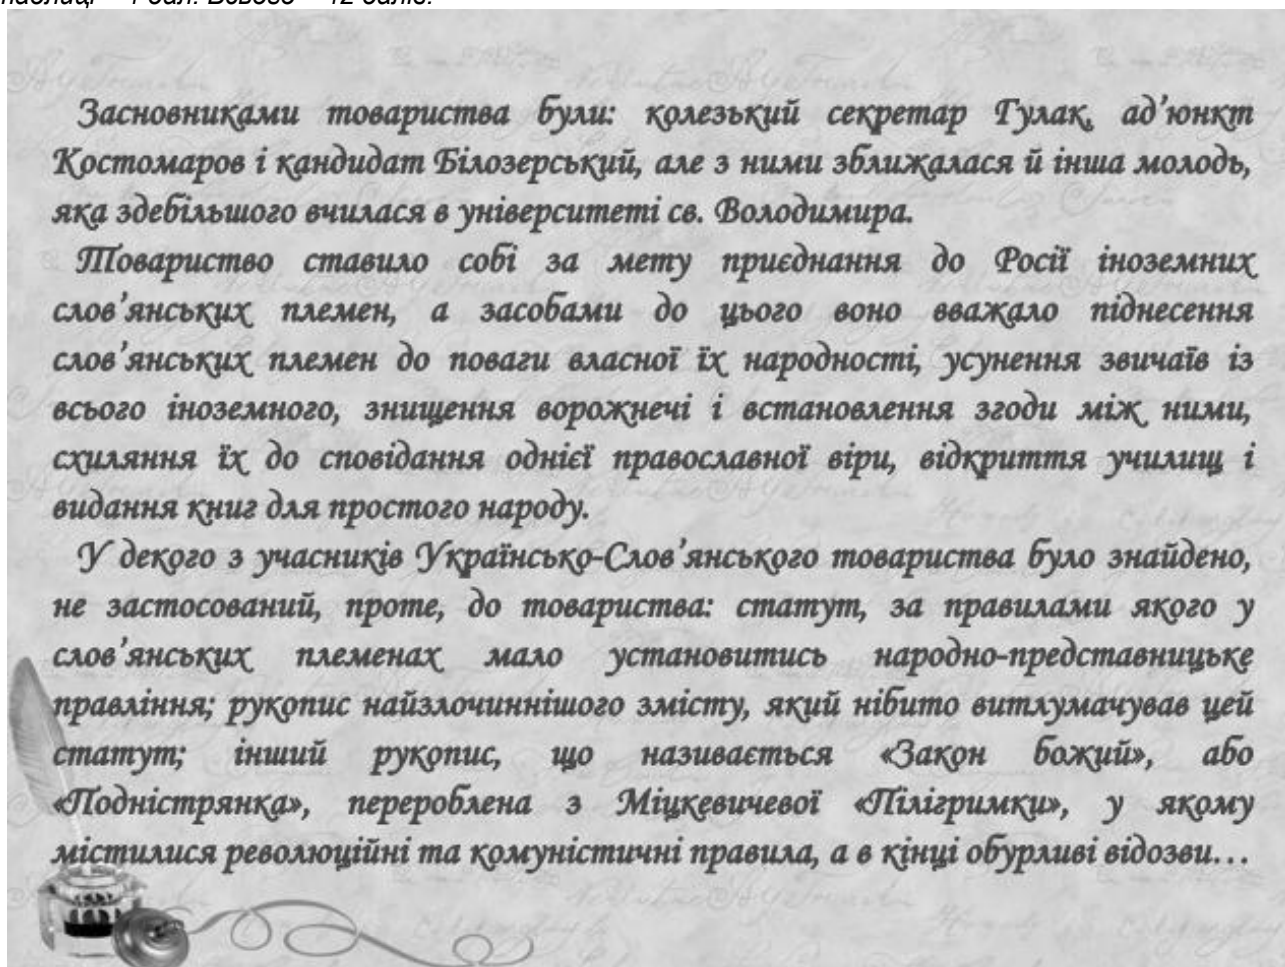 таблиці – 1 бал. Всього – 12 балів.
Засновниками товариства були: колезький секретар Гулак, ад’юнкт
Костомаров і кандидат Білозерський, але з ними зближалася й інша молодь,
яка здебільшого вчилася в університеті св. Володимира.
Товариство ставило собі за мету приєднання до Росії іноземних
слов’янських племен, а засобами до цього воно вважало піднесення
слов’янських племен до поваги власної їх народності, усунення звичаїв із
всього іноземного, знищення ворожнечі і встановлення згоди між ними,
схиляння їх до сповідання однієї православної віри, відкриття училищ і
видання книг для простого народу.
У декого з учасників Українсько-Слов’янського товариства було знайдено,
не застосований, проте, до товариства: статут, за правилами якого у
слов’янських племенах мало установитись народно-представницьке
правління; рукопис найзлочиннішого змісту, який нібито витлумачував цей
статут; інший рукопис, що називається «Закон божий», або
«Подністрянка», перероблена з Міцкевичевої «Пілігримки», у якому
містилися революційні та комуністичні правила, а в кінці обурливі відозви…